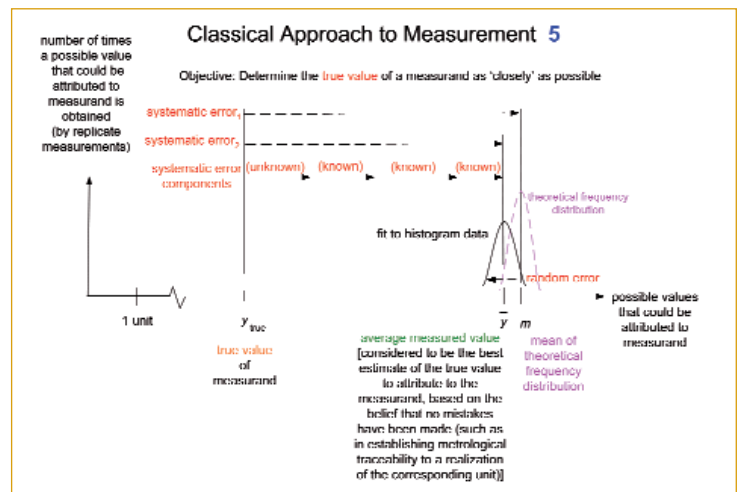 Classical Approach to Measurement 5
number of times
a possible value
that could be
attributed to
measurand is
obtained
(by replicate
measurements)
Objective: Determine the true value of a measurand as 'closely' as possible
systematic error1
systematic error2
systematic error
components
(unknown)
(known)
(known)
(known)
theoretical frequency
distribution
fit to histogram data
random error
possible values
that could be
attributed to
measurand
1 unit
y true
y
m
true value
of
measurand
average measured value
[considered to be the best
estimate of the true value
to attribute to the
measurand, based on the
belief that no mistakes
have been made (such as
in establishing metrological
traceability to a realization
of the corresponding unit)]
mean of
theoretical
frequency
distribution